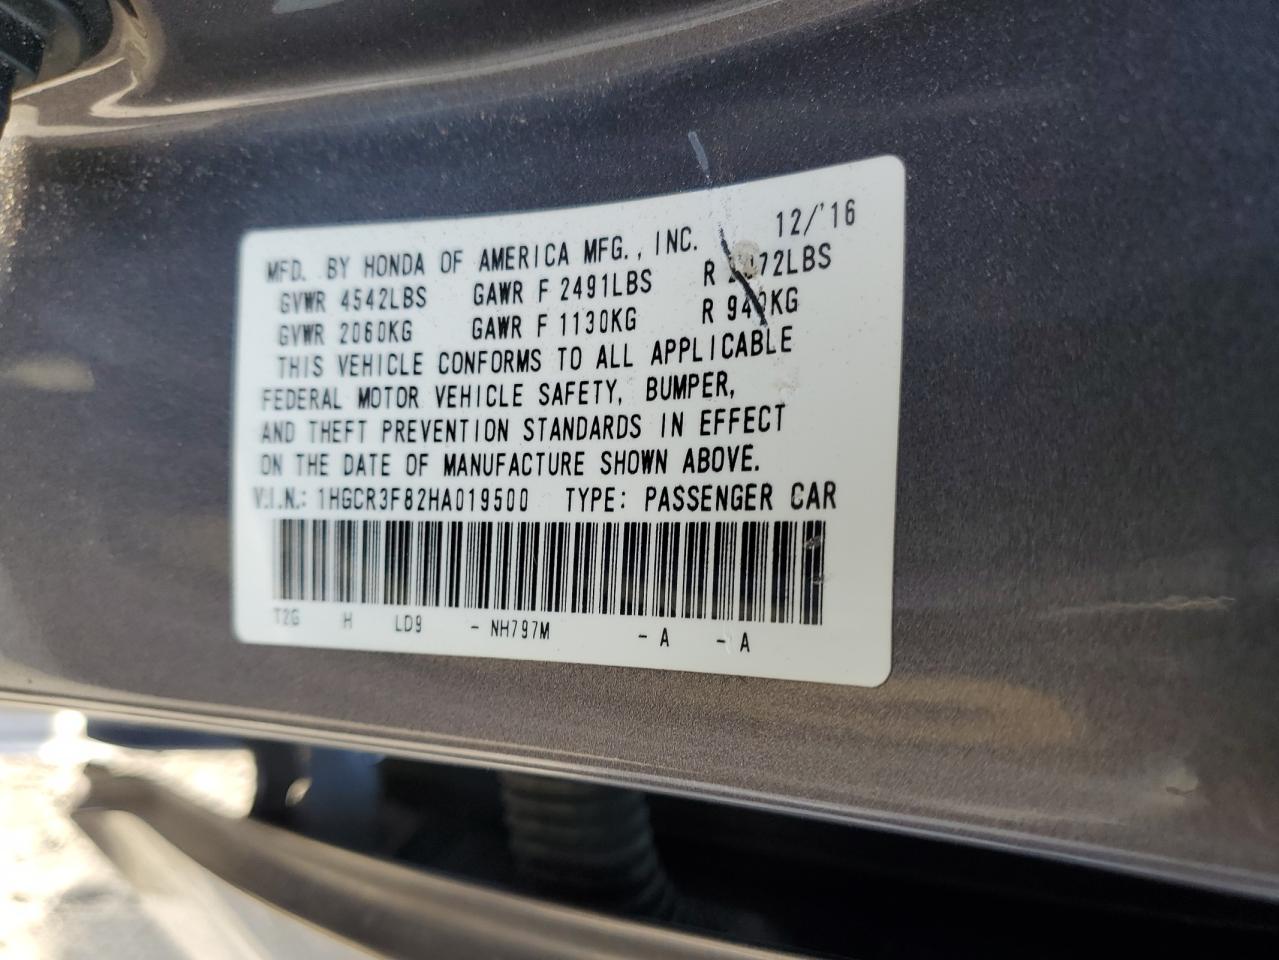 MFD. BY HONDA OF AMERICA MFG., INC. 12/'16
GVWR 4542LBS GAWR F 2491LBS R LBS
GVWR 2060KG GAWR F 1130KG R 940KG
THIS VEHICLE CONFORMS TO ALL APPLICABLE
FEDERAL MOTOR VEHICLE SAFETY, BUMPER,
AND THEFT PREVENTION STANDARDS IN EFFECT
ON THE DATE OF MANUFACTURE SHOWN ABOVE.
V.I.N.: 1HGCR3F82HA019500 TYPE: PASSENGER CAR
T2G H LD9 - NH797M - A - A